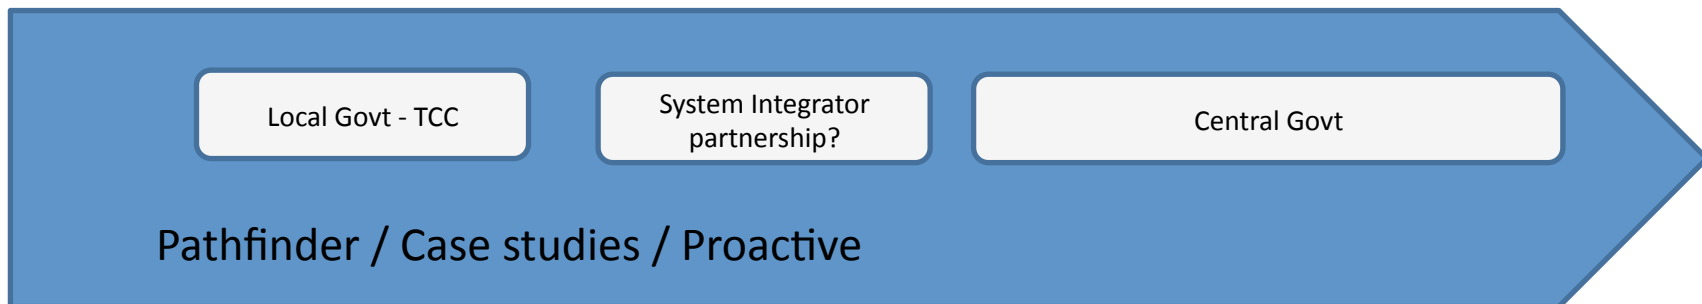 Local Govt - TCC
System Integrator
partnership?
Central Govt
Pathfinder / Case studies / Proactive